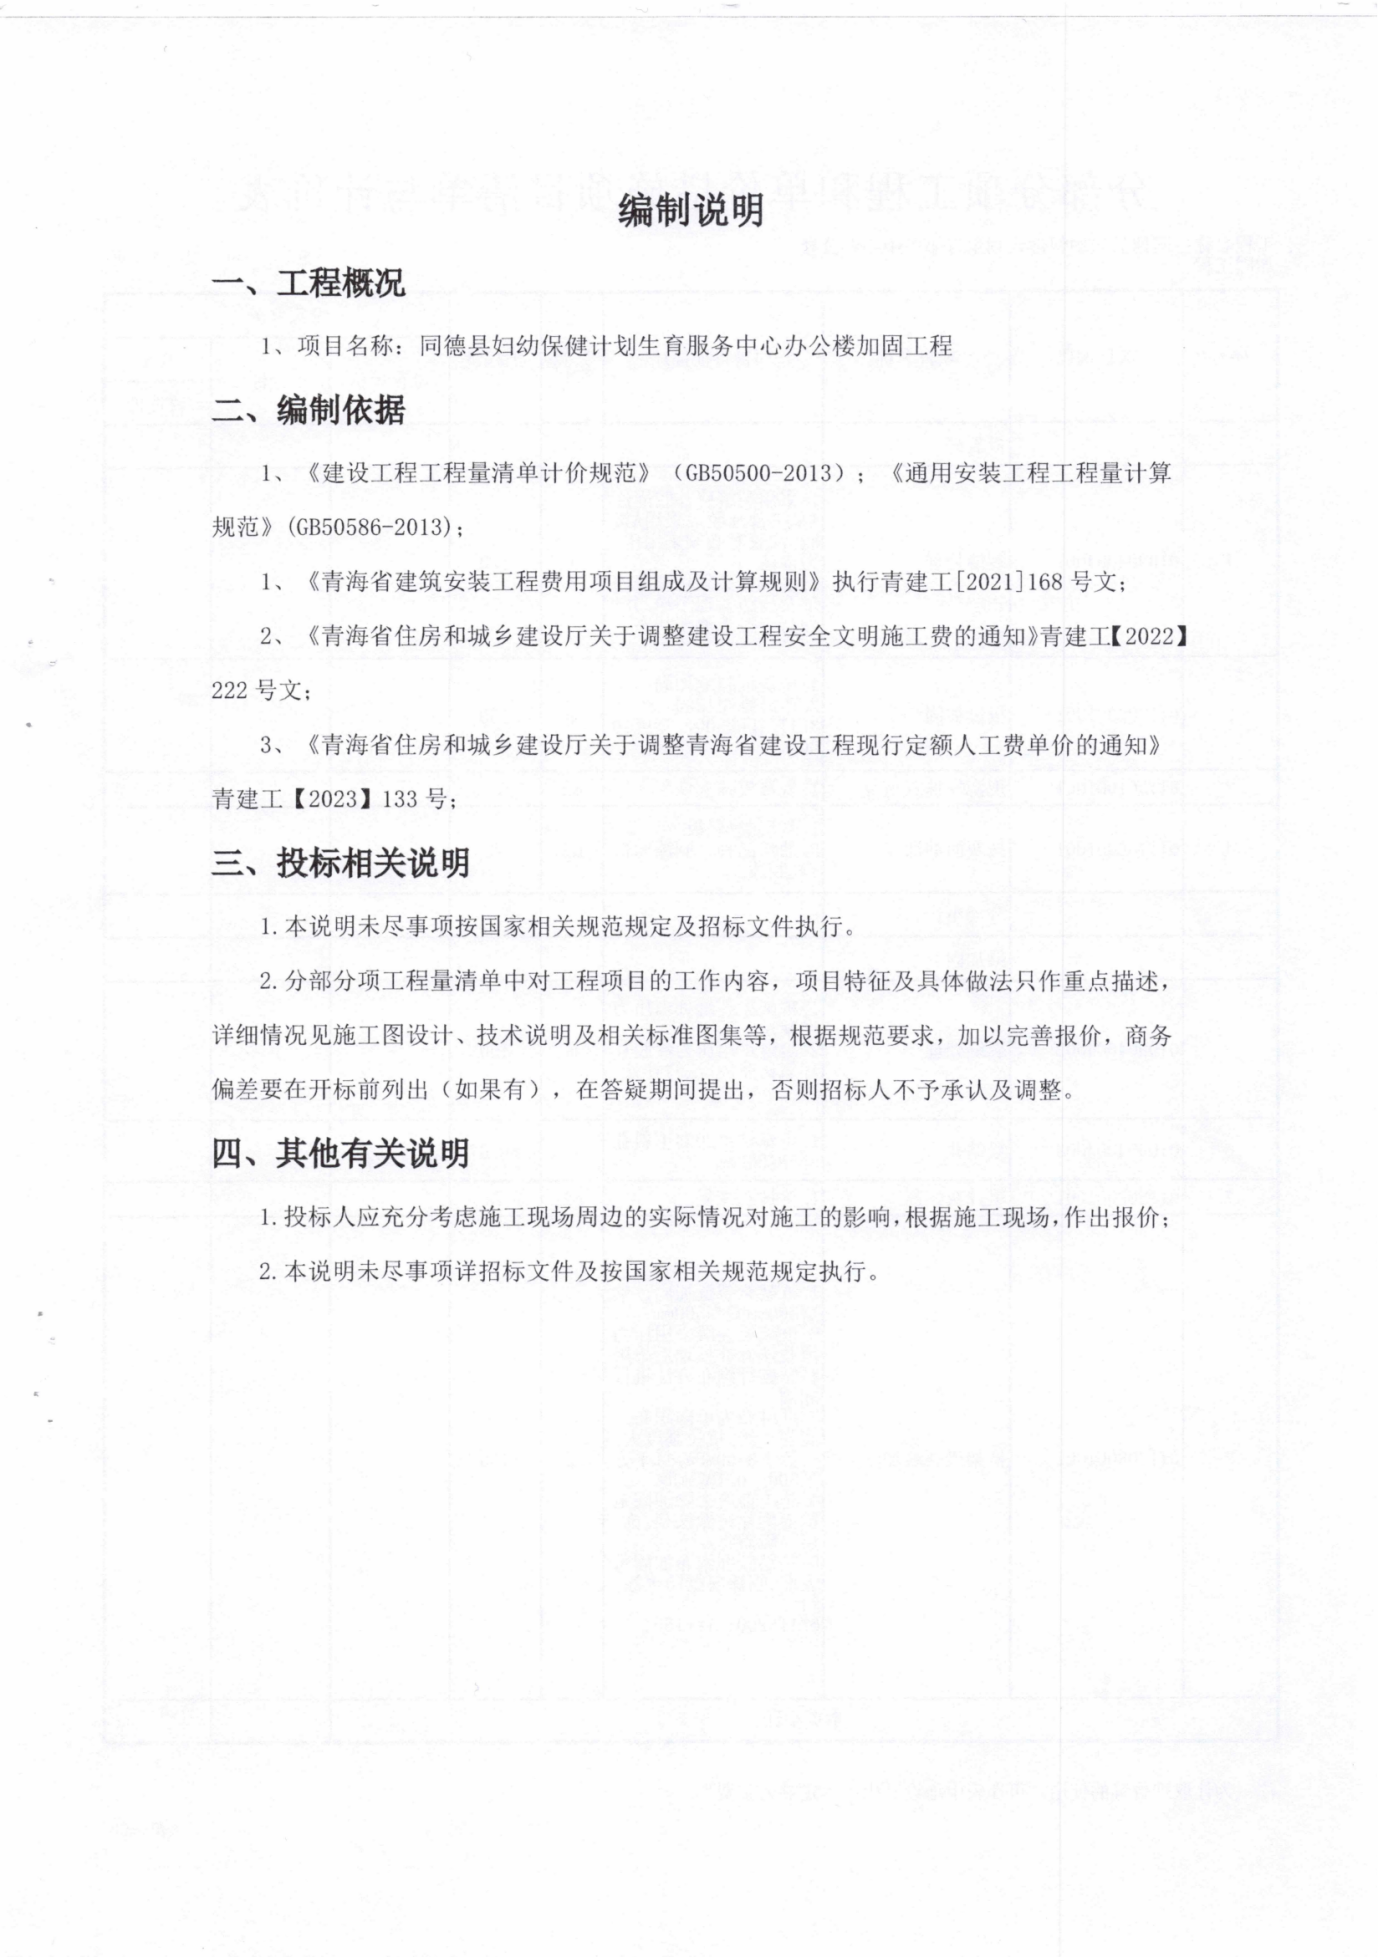 编制说明
一、工程概况
1、项目名称：同德县妇幼保健计划生育服务中心办公楼加固工程
二、编制依据
1、《建设工程工程量清单计价规范》（GB50500-2013）；《通用安装工程工程量计算
规范》(GB50586-2013)；
1、《青海省建筑安装工程费用项目组成及计算规则》执行青建工[2021]168 号文；
2、《青海省住房和城乡建设厅关于调整建设工程安全文明施工费的通知》青建工【2022】
222 号文；
3、《青海省住房和城乡建设厅关于调整青海省建设工程现行定额人工费单价的通知》
青建工【2023】133 号；
三、投标相关说明
1.本说明未尽事项按国家相关规范规定及招标文件执行。
2.分部分项工程量清单中对工程项目的工作内容，项目特征及具体做法只作重点描述，
详细情况见施工图设计、技术说明及相关标准图集等，根据规范要求，加以完善报价，商务
偏差要在开标前列出（如果有），在答疑期间提出，否则招标人不予承认及调整。
四、其他有关说明
1.投标人应充分考虑施工现场周边的实际情况对施工的影响，根据施工现场，作出报价；
2.本说明未尽事项详招标文件及按国家相关规范规定执行。